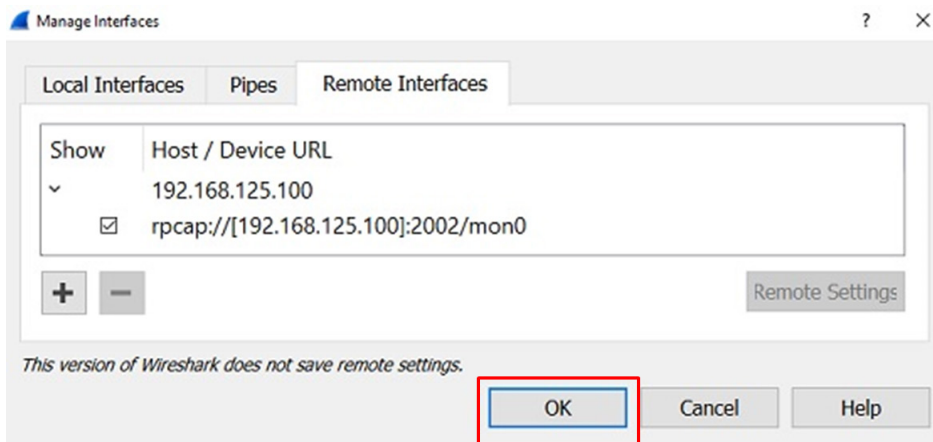 Manage Interfaces
Local Interfaces Pipes Remote Interfaces
Show Host / Device URL
192.168.125.100
rpcap://[192.168.125.100]:2002/mon0
Remote Settings
This version of Wireshark does not save remote settings.
OK Cancel Help